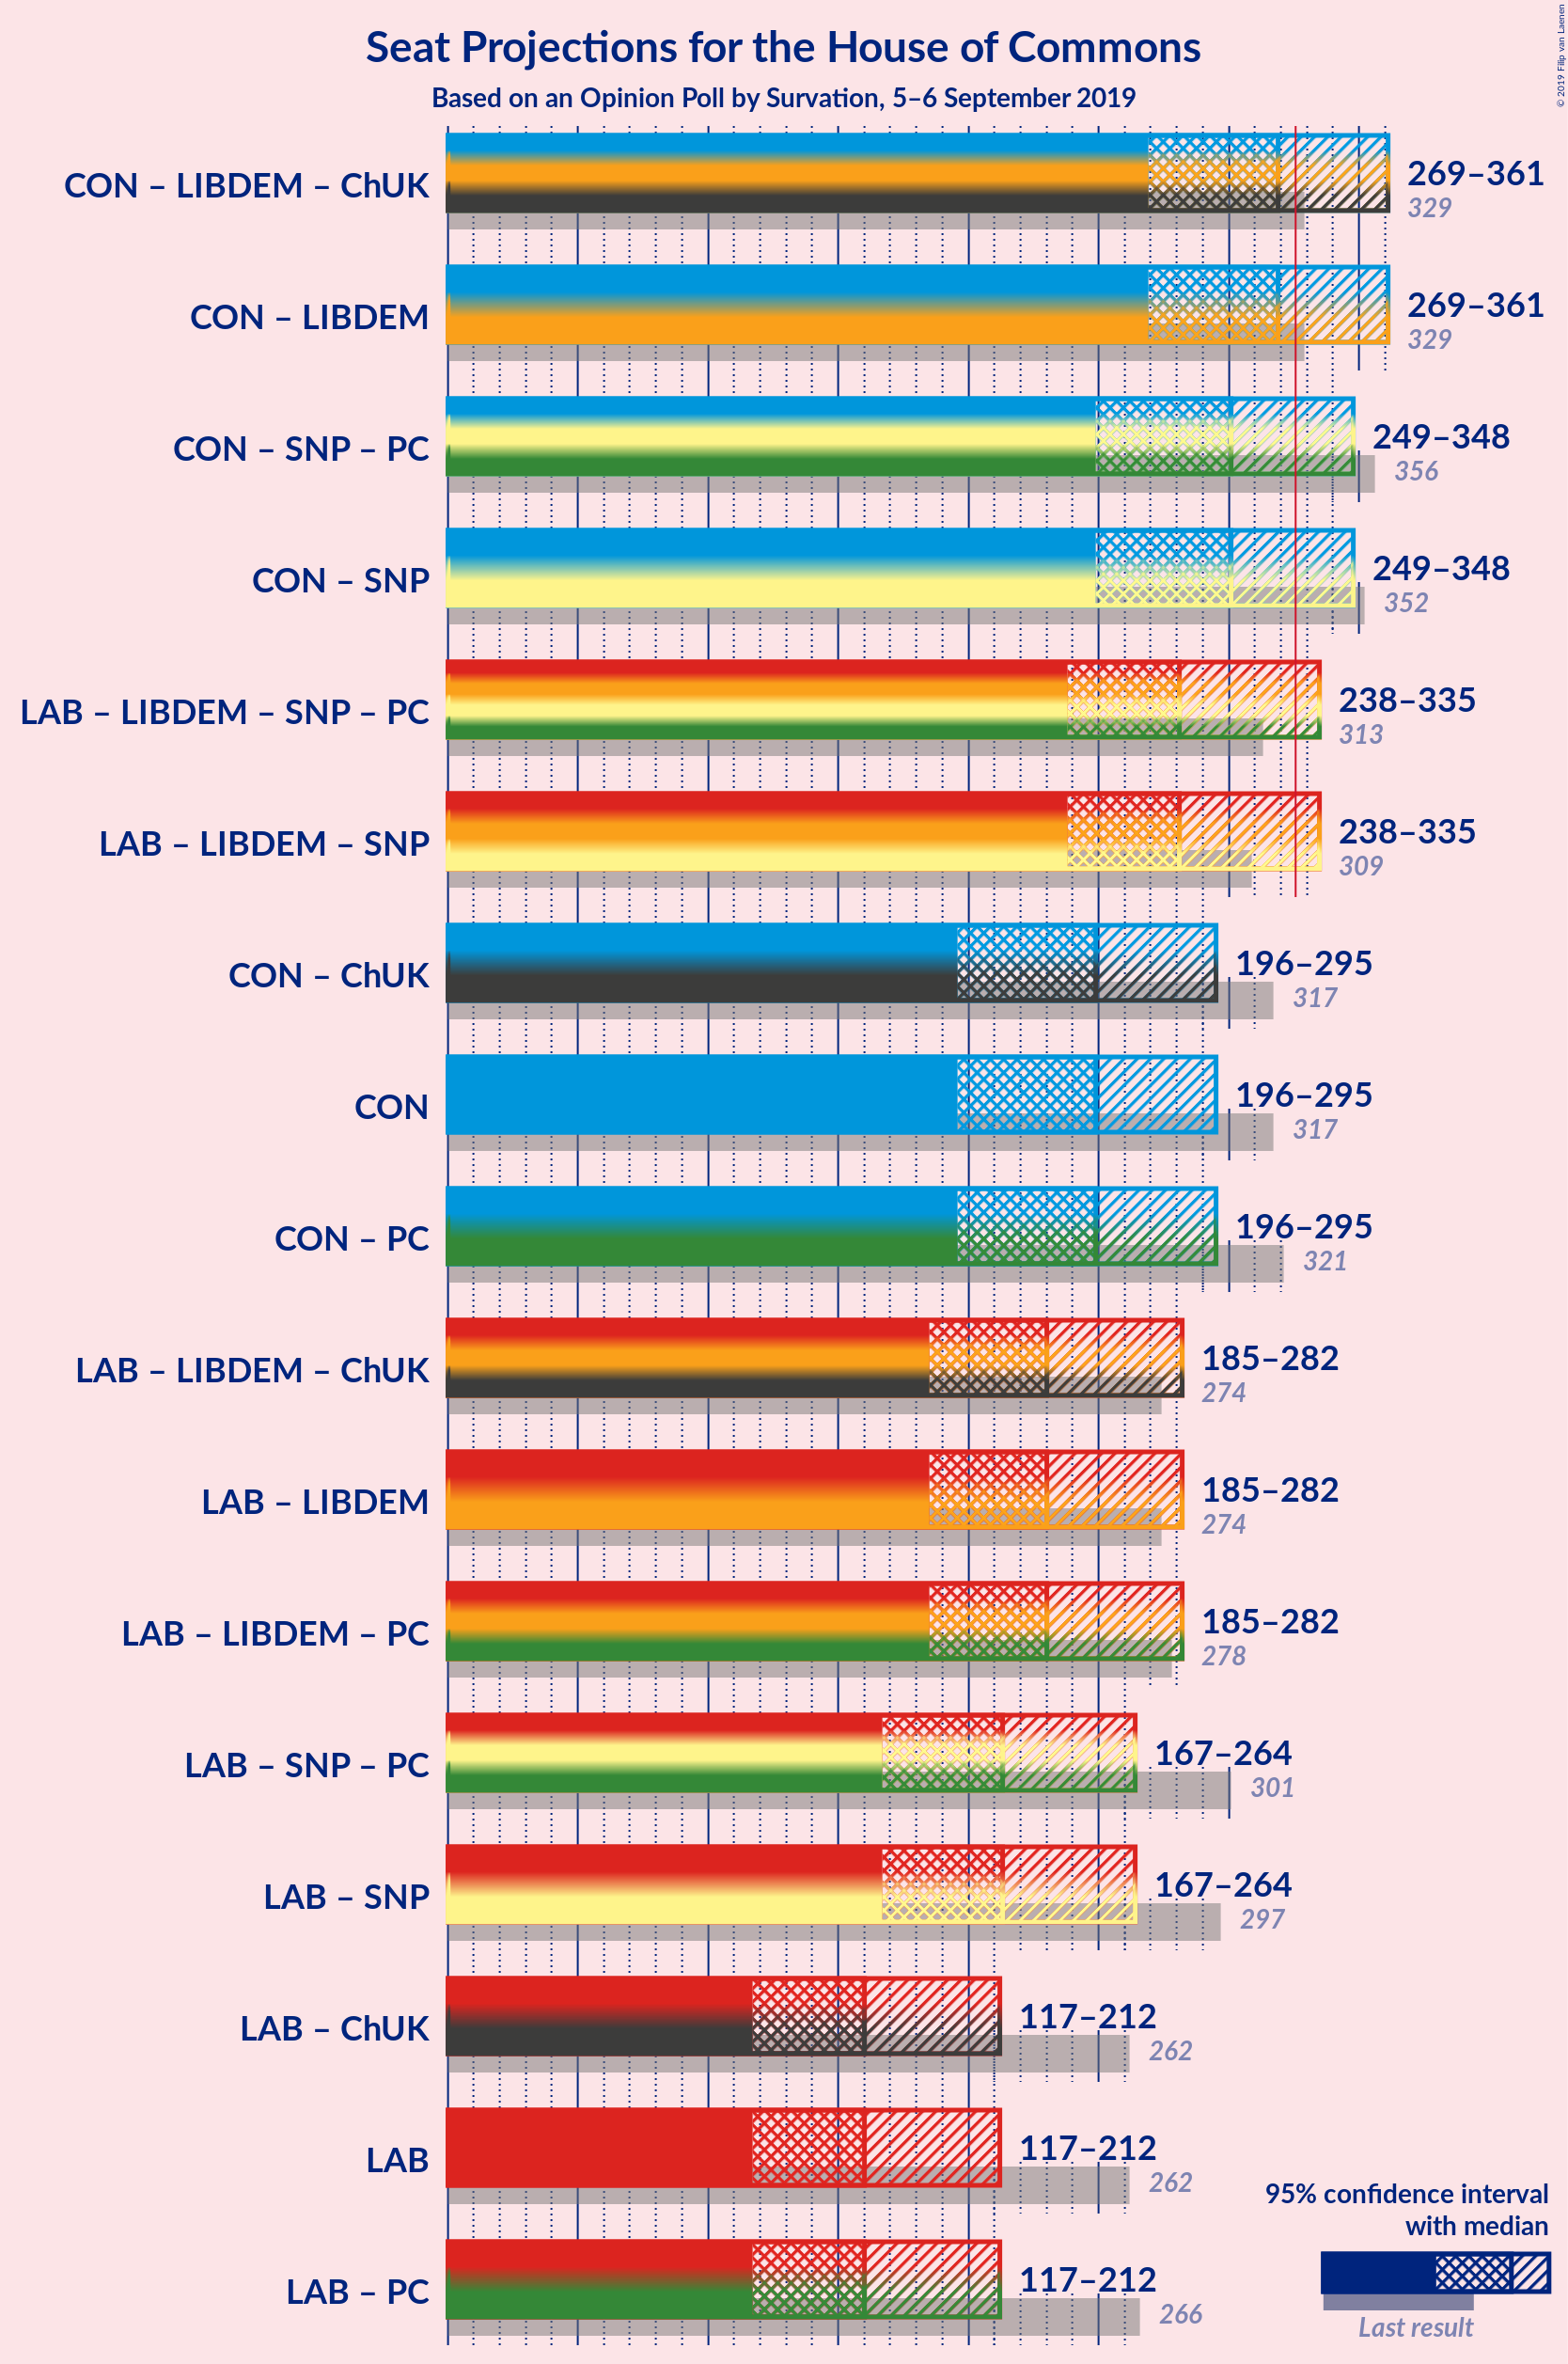 Seat Projections for the House of Commons
Based on an Opinion Poll by Survation, 5–6 September 2019
© 2019 Filip van Laenen
CON – LIBDEM – ChUK
269–361
329
CON – LIBDEM
269–361
329
CON – SNP – PC
249–348
356
CON – SNP
249–348
352
LAB – LIBDEM – SNP – PC
238–335
313
LAB – LIBDEM – SNP
238–335
309
CON – ChUK
196–295
317
CON
196–295
317
CON – PC
196–295
321
LAB – LIBDEM – ChUK
185–282
274
LAB – LIBDEM
185–282
274
LAB – LIBDEM – PC
185–282
278
LAB – SNP – PC
167–264
301
LAB – SNP
167–264
297
LAB – ChUK
117–212
262
LAB
117–212
262
LAB – PC
117–212
266
95% confidence interval
with median
Last result